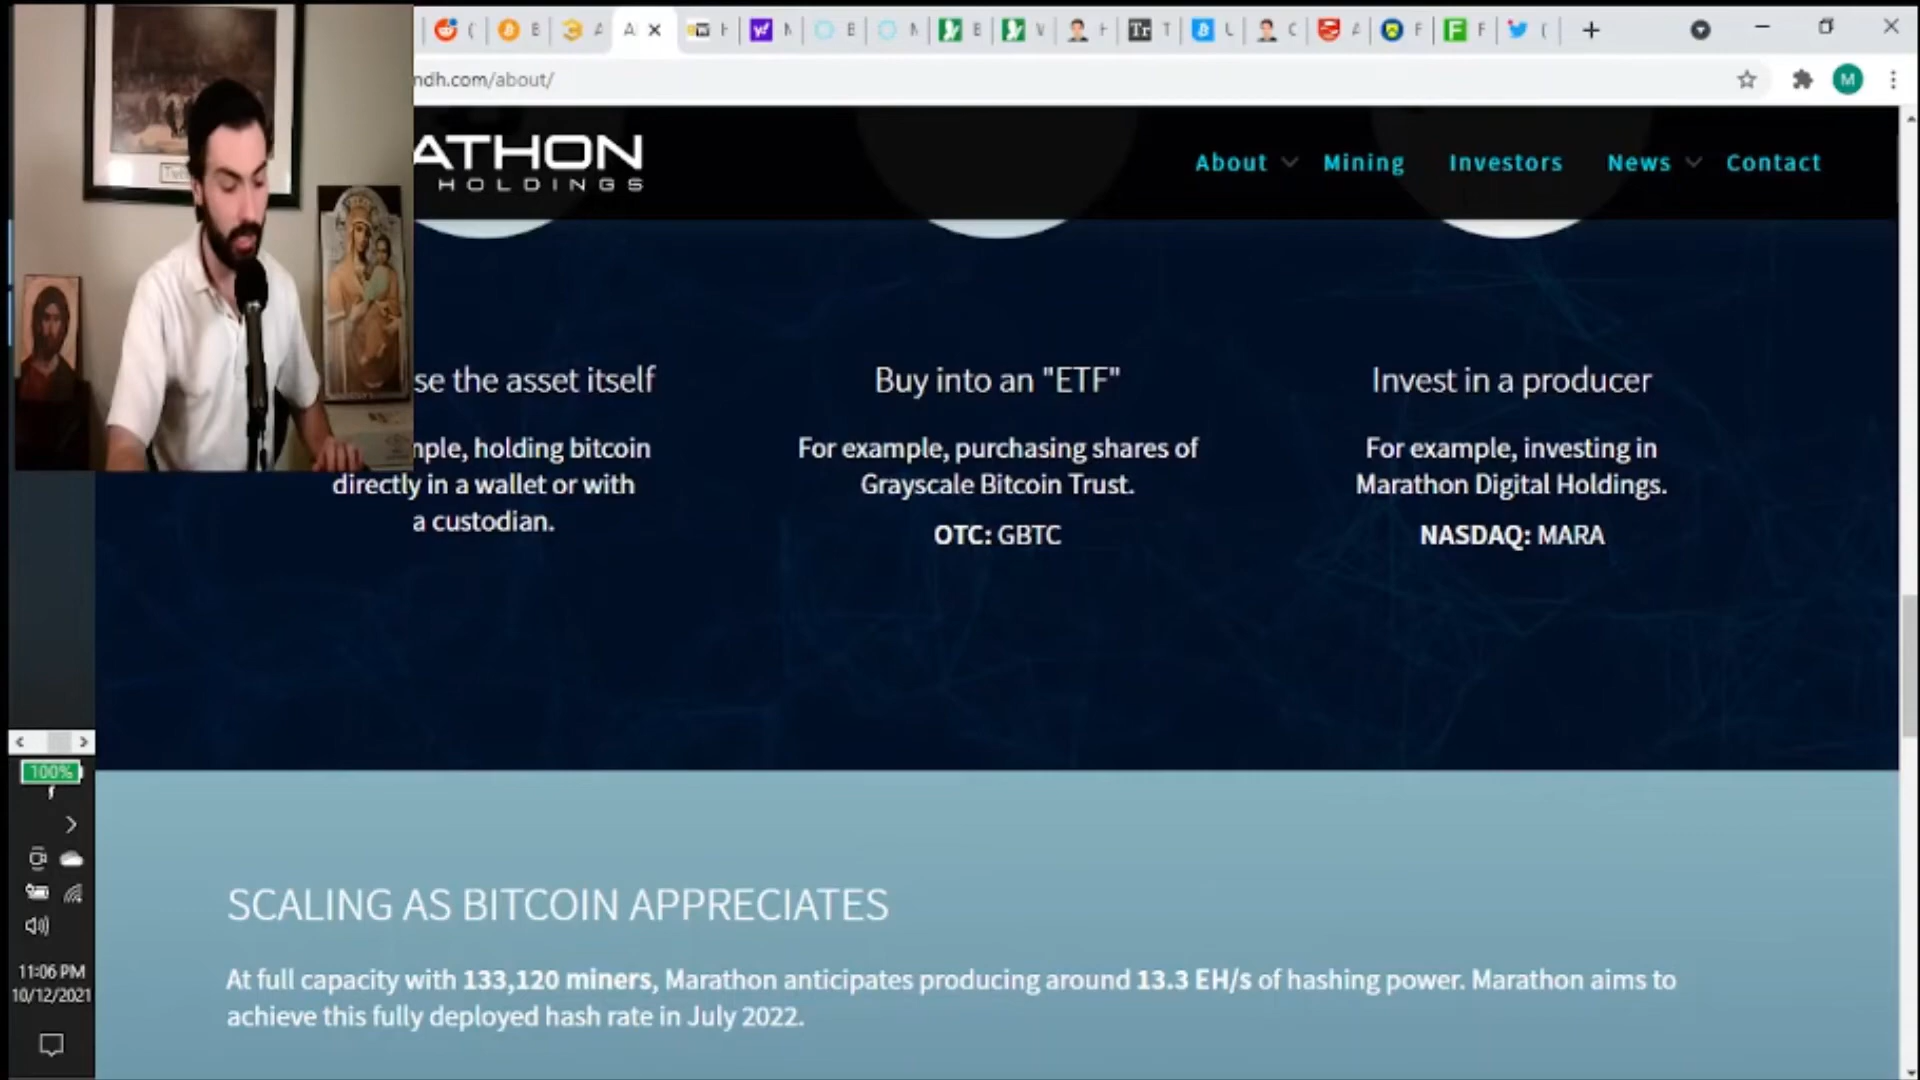 ndh.com/about/
M
ATHON
HOLDINGS
About
Mining
Investors
News
Contact
se the asset itself
mple, holding bitcoin
directly in a wallet or with
a custodian.
Buy into an "ETF"
For example, purchasing shares of
Grayscale Bitcoin Trust.
OTC: GBTC
Invest in a producer
For example, investing in
Marathon Digital Holdings.
NASDAQ: MARA
100%
11:06 PM
10/12/2021
SCALING AS BITCOIN APPRECIATES
At full capacity with 133,120 miners, Marathon anticipates producing around 13.3 EH/s of hashing power. Marathon aims to
achieve this fully deployed hash rate in July 2022.